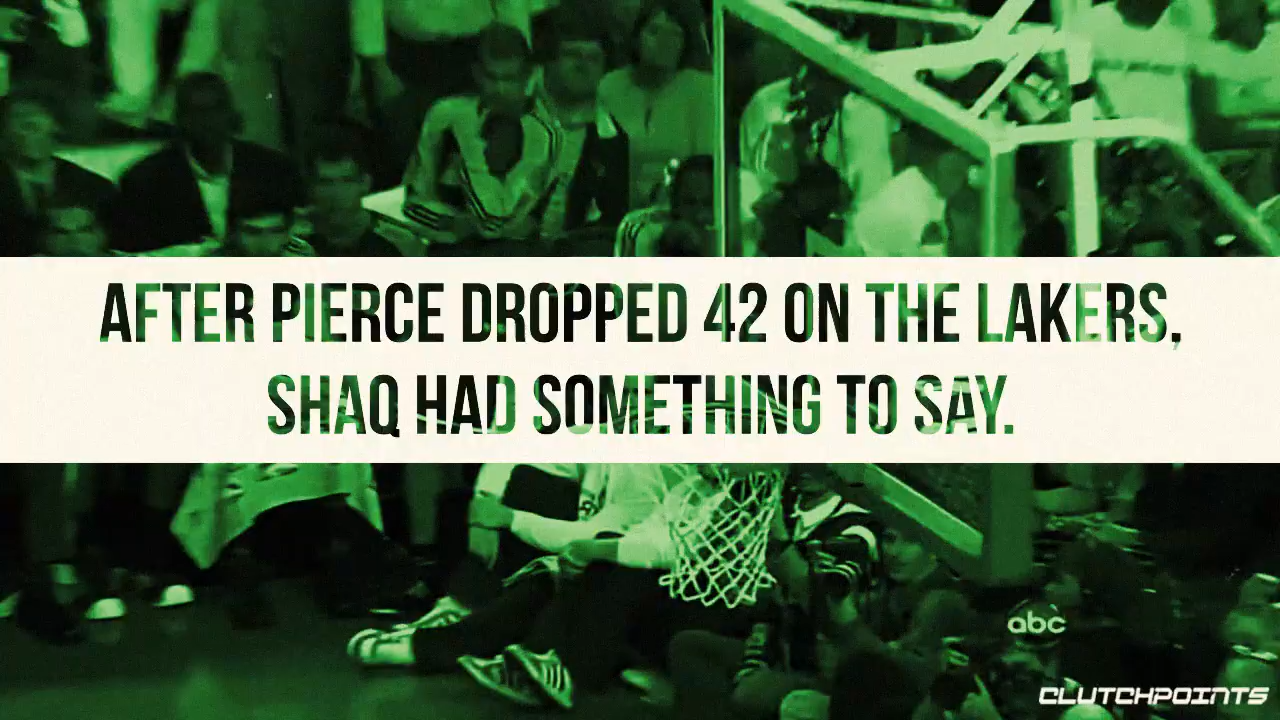 AFTER PIERCE DROPPED 42 ON THE LAKERS,
SHAQ HAD SOMETHING TO SAY.
abc
CLUTCHPOINTS